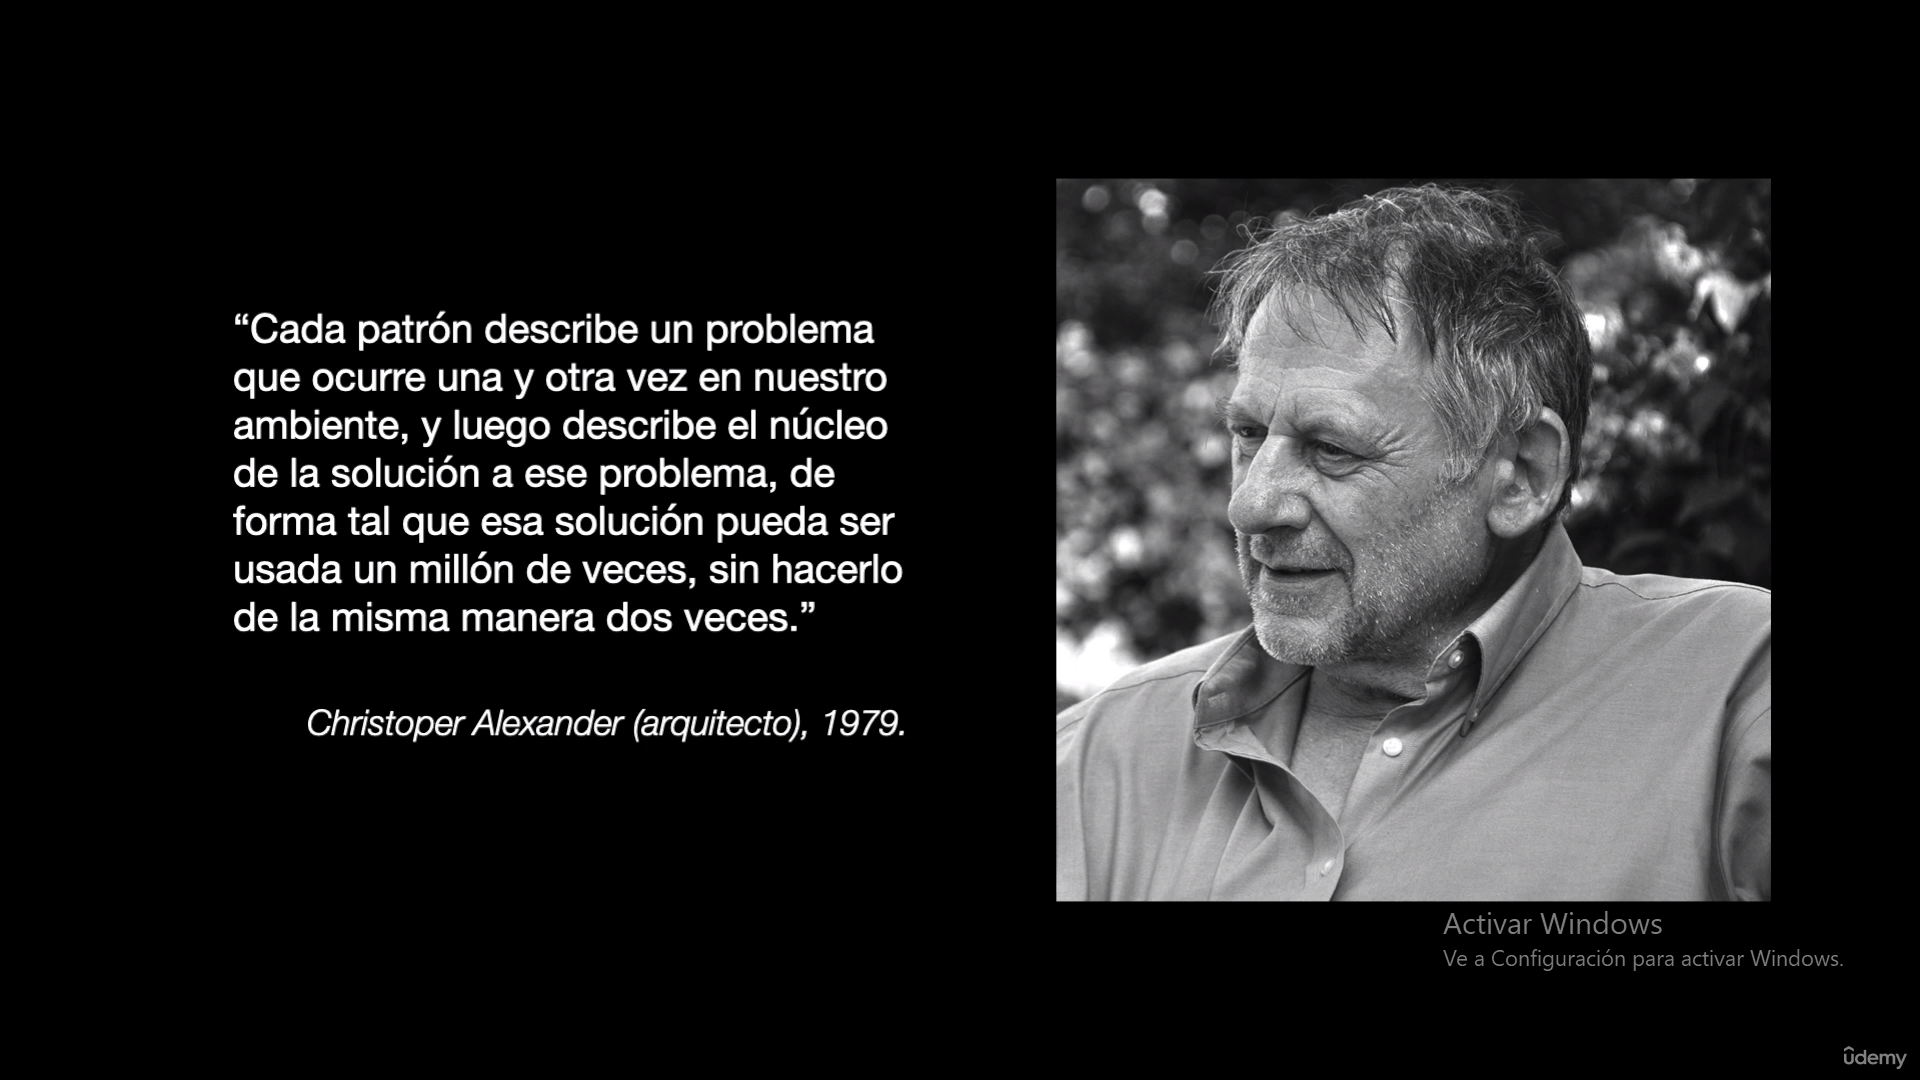 “Cada patrón describe un problema
que ocurre una y otra vez en nuestro
ambiente, y luego describe el núcleo
de la solución a ese problema, de
forma tal que esa solución pueda ser
usada un millón de veces, sin hacerlo
de la misma manera dos veces.”
Christoper Alexander (arquitecto), 1979.
Activar Windows
Ve a Configuración para activar Windows.
ûdemy